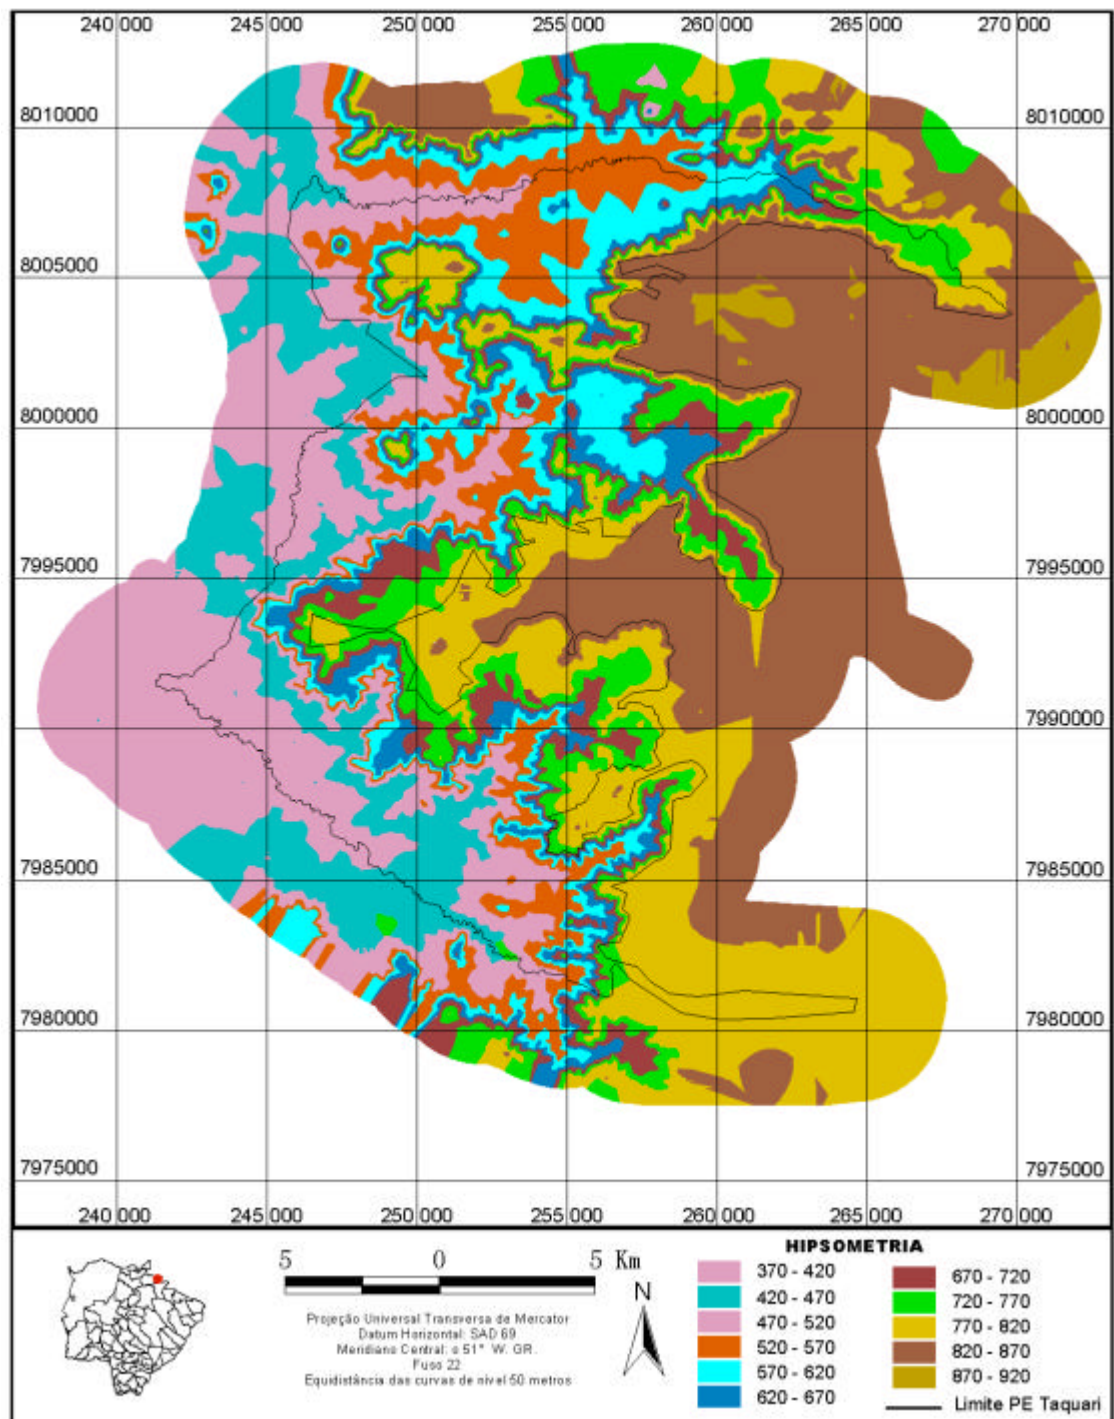 240 000 245 000 250 000 255 000 260 000 265 000 270 000
8010000 8010000
8005000 8005000
8000000 8000000
7995000 7995000
7990000 7990000
7985000 7985000
7980000 7980000
7975000 7975000
240 000 245 000 250 000 255 000 260 000 265 000 270 000
5 0 5 Km
Projeção Universal Transversa de Mercator
Datum Horizontal: SAD 69
Meridiano Central: o 51° W. GR.
Fuso 22
Equidistância das curvas de nível 50 metros
N
HIPSOMETRIA
370 - 420
420 - 470
470 - 520
520 - 570
570 - 620
620 - 670
670 - 720
720 - 770
770 - 820
820 - 870
870 - 920
Limite PE Taquari